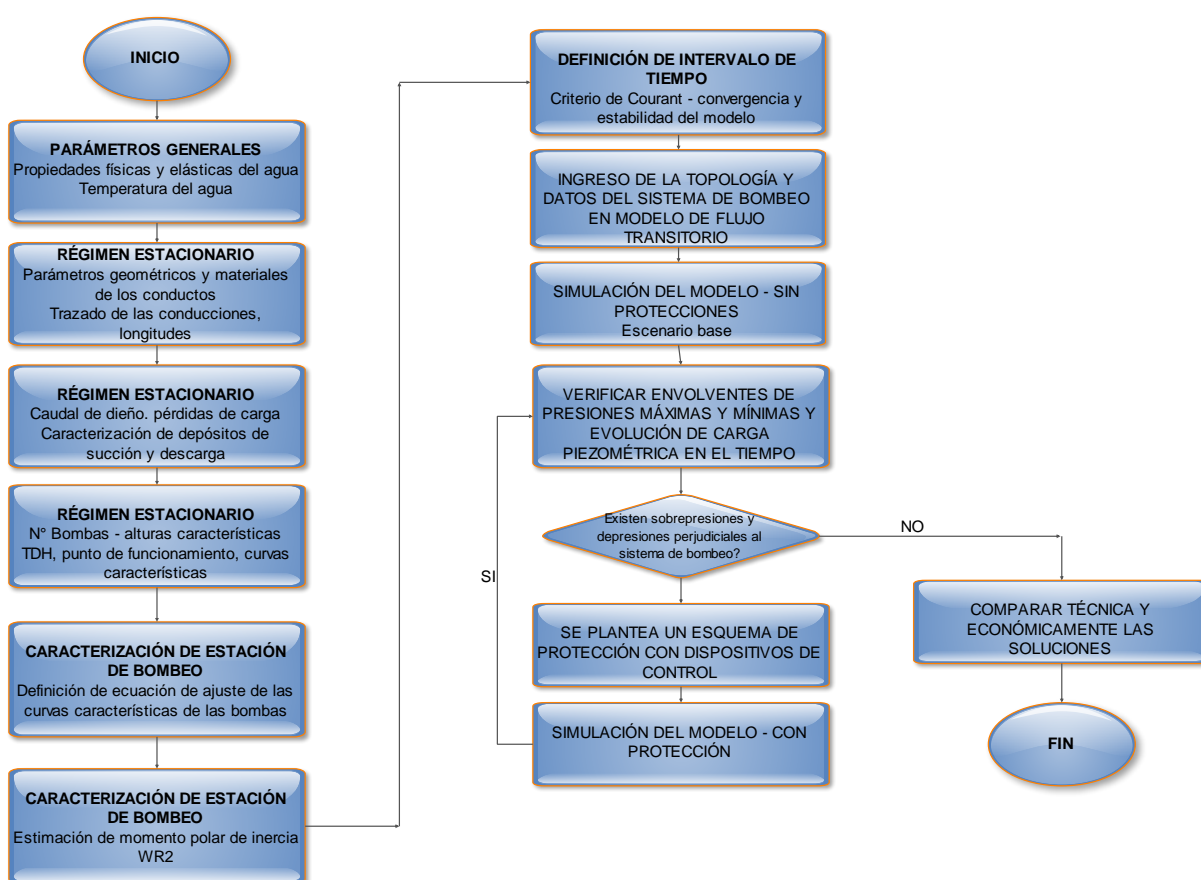 INICIO
PARÁMETROS GENERALES
Propiedades físicas y elásticas del agua
Temperatura del agua
RÉGIMEN ESTACIONARIO
Parámetros geométricos y materiales
de los conductos
Trazado de las conducciones,
longitudes
RÉGIMEN ESTACIONARIO
Caudal de dieño. pérdidas de carga
Caracterización de depósitos de
succión y descarga
RÉGIMEN ESTACIONARIO
N° Bombas - alturas características
TDH, punto de funcionamiento, curvas
características
CARACTERIZACIÓN DE ESTACIÓN
DE BOMBEO
Definición de ecuación de ajuste de las
curvas características de las bombas
CARACTERIZACIÓN DE ESTACIÓN
DE BOMBEO
Estimación de momento polar de inercia
WR2
DEFINICIÓN DE INTERVALO DE
TIEMPO
Criterio de Courant - convergencia y
estabilidad del modelo
INGRESO DE LA TOPOLOGÍA Y
DATOS DEL SISTEMA DE BOMBEO
EN MODELO DE FLUJO
TRANSITORIO
SIMULACIÓN DEL MODELO - SIN
PROTECCIONES
Escenario base
VERIFICAR ENVOLVENTES DE
PRESIONES MÁXIMAS Y MÍNIMAS Y
EVOLUCIÓN DE CARGA
PIEZOMÉTRICA EN EL TIEMPO
Existen sobrepresiones y
depresiones perjudiciales al
sistema de bombeo?
NO
SI
SE PLANTEA UN ESQUEMA DE
PROTECCIÓN CON DISPOSITIVOS DE
CONTROL
SIMULACIÓN DEL MODELO - CON
PROTECCIÓN
COMPARAR TÉCNICA Y
ECONÓMICAMENTE LAS
SOLUCIONES
FIN